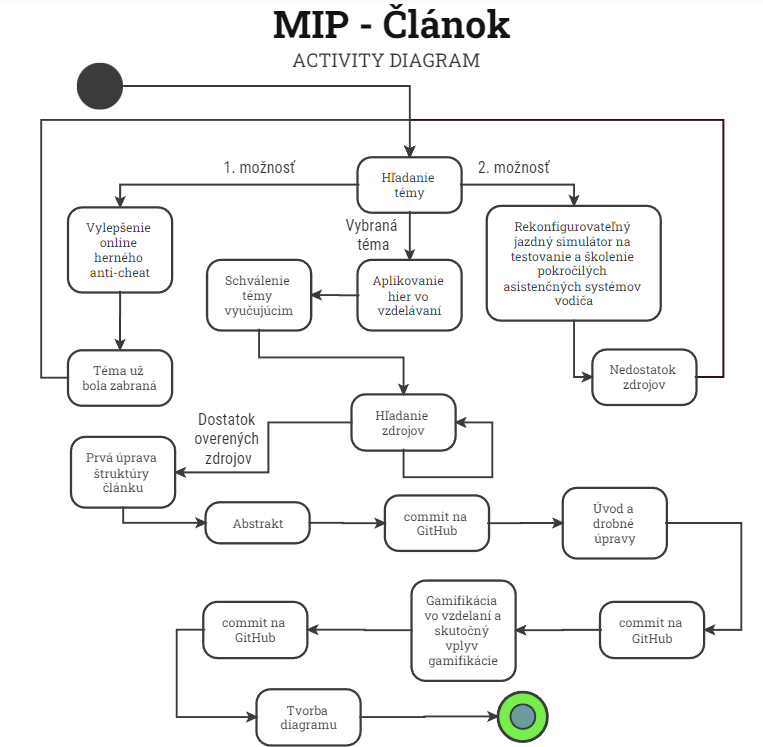 MIP - Článok
ACTIVITY DIAGRAM
1. možnosť
2. možnosť
Hľadanie
témy
Vylepšenie
online
herného
anti-cheat
Vybraná
téma
Rekonfigurovateľný
jazdný simulátor na
testovanie a školenie
pokročilých
asistenčných systémov
vodiča
Schválenie
témy
vyučujúcim
Aplikovanie
hier vo
vzdelávaní
Téma už
bola zabraná
Nedostatok
zdrojov
Hľadanie
zdrojov
Dostatok
overených
zdrojov
Prvá úprava
štruktúry
článku
Abstrakt
commit na
GitHub
Úvod a
drobné
úpravy
commit na
GitHub
Gamifikácia
vo vzdelaní a
skutočný
vplyv
gamifikácie
commit na
GitHub
Tvorba
diagramu